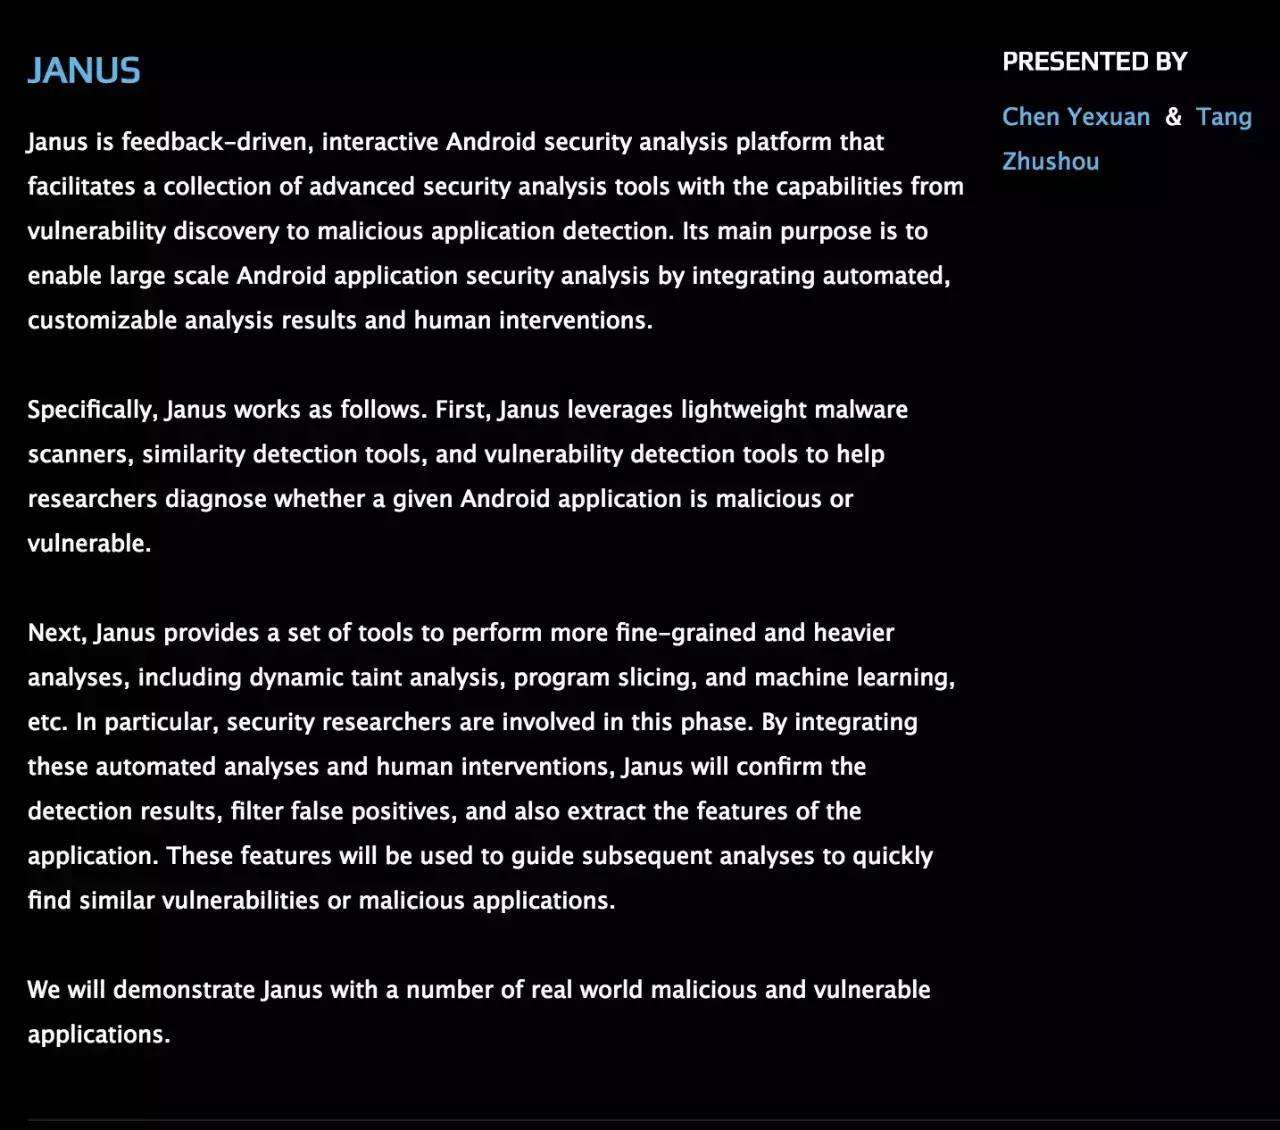 JANUS
Janus is feedback-driven, interactive Android security analysis platform that
facilitates a collection of advanced security analysis tools with the capabilities from
vulnerability discovery to malicious application detection. Its main purpose is to
enable large scale Android application security analysis by integrating automated,
customizable analysis results and human interventions.
Specifically, Janus works as follows. First, Janus leverages lightweight malware
scanners, similarity detection tools, and vulnerability detection tools to help
researchers diagnose whether a given Android application is malicious or
vulnerable.
Next, Janus provides a set of tools to perform more fine-grained and heavier
analyses, including dynamic taint analysis, program slicing, and machine learning,
etc. In particular, security researchers are involved in this phase. By integrating
these automated analyses and human interventions, Janus will confirm the
detection results, filter false positives, and also extract the features of the
application. These features will be used to guide subsequent analyses to quickly
find similar vulnerabilities or malicious applications.
We will demonstrate Janus with a number of real world malicious and vulnerable
applications.
PRESENTED BY
Chen Yexuan & Tang
Zhushou